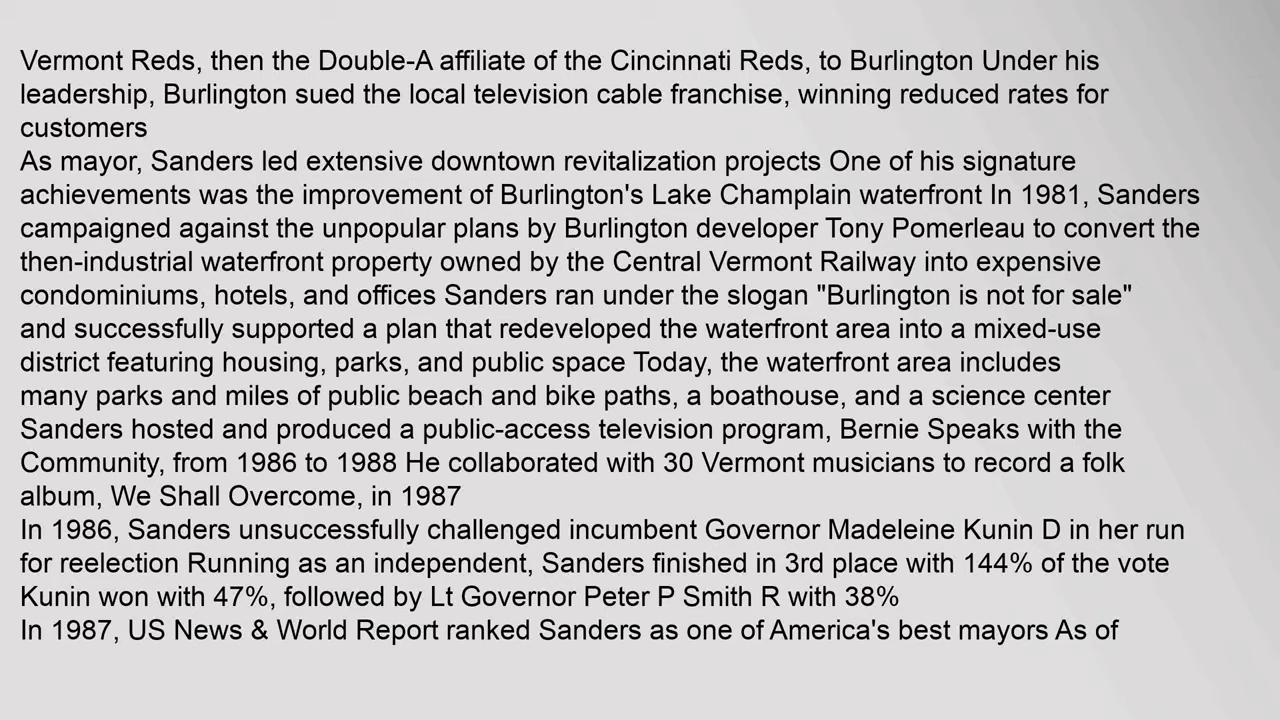 Vermont Reds, then the Double-A affiliate of the Cincinnati Reds, to Burlington Under his
leadership, Burlington sued the local television cable franchise, winning reduced rates for
customers
As mayor, Sanders led extensive downtown revitalization projects One of his signature
achievements was the improvement of Burlington's Lake Champlain waterfront In 1981, Sanders
campaigned against the unpopular plans by Burlington developer Tony Pomerleau to convert the
then-industrial waterfront property owned by the Central Vermont Railway into expensive
condominiums, hotels, and offices Sanders ran under the slogan "Burlington is not for sale"
and successfully supported a plan that redeveloped the waterfront area into a mixed-use
district featuring housing, parks, and public space Today, the waterfront area includes
many parks and miles of public beach and bike paths, a boathouse, and a science center
Sanders hosted and produced a public-access television program, Bernie Speaks with the
Community, from 1986 to 1988 He collaborated with 30 Vermont musicians to record a folk
album, We Shall Overcome, in 1987
In 1986, Sanders unsuccessfully challenged incumbent Governor Madeleine Kunin D in her run
for reelection Running as an independent, Sanders finished in 3rd place with 144% of the vote
Kunin won with 47%, followed by Lt Governor Peter P Smith R with 38%
In 1987, US News & World Report ranked Sanders as one of America's best mayors As of